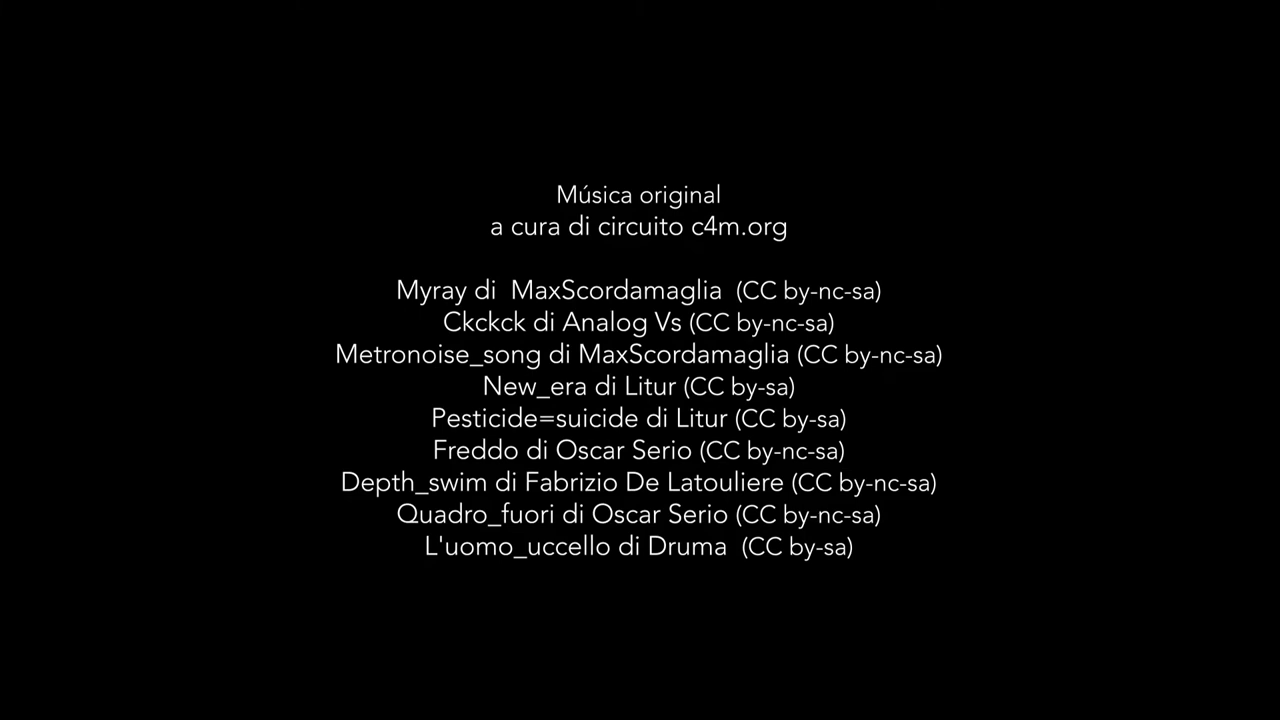 Música original
a cura di circuito c4m.org
Myray di  MaxScordamaglia  (CC by-nc-sa)
Ckckck di Analog Vs (CC by-nc-sa)
Metronoise_song di MaxScordamaglia (CC by-nc-sa)
New_era di Litur (CC by-sa)
Pesticide=suicide di Litur (CC by-sa)
Freddo di Oscar Serio (CC by-nc-sa)
Depth_swim di Fabrizio De Latouliere (CC by-nc-sa)
Quadro_fuori di Oscar Serio (CC by-nc-sa)
L'uomo_uccello di Druma  (CC by-sa)